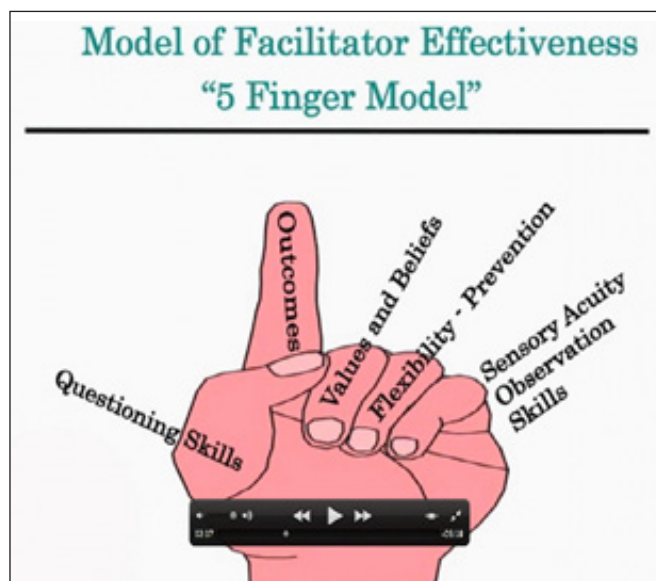 Model of Facilitator Effectiveness
“5 Finger Model”
Outcomes
Values and Beliefs
Flexibility - Prevention
Sensory Acuity
Observation
Skills
Questioning Skills